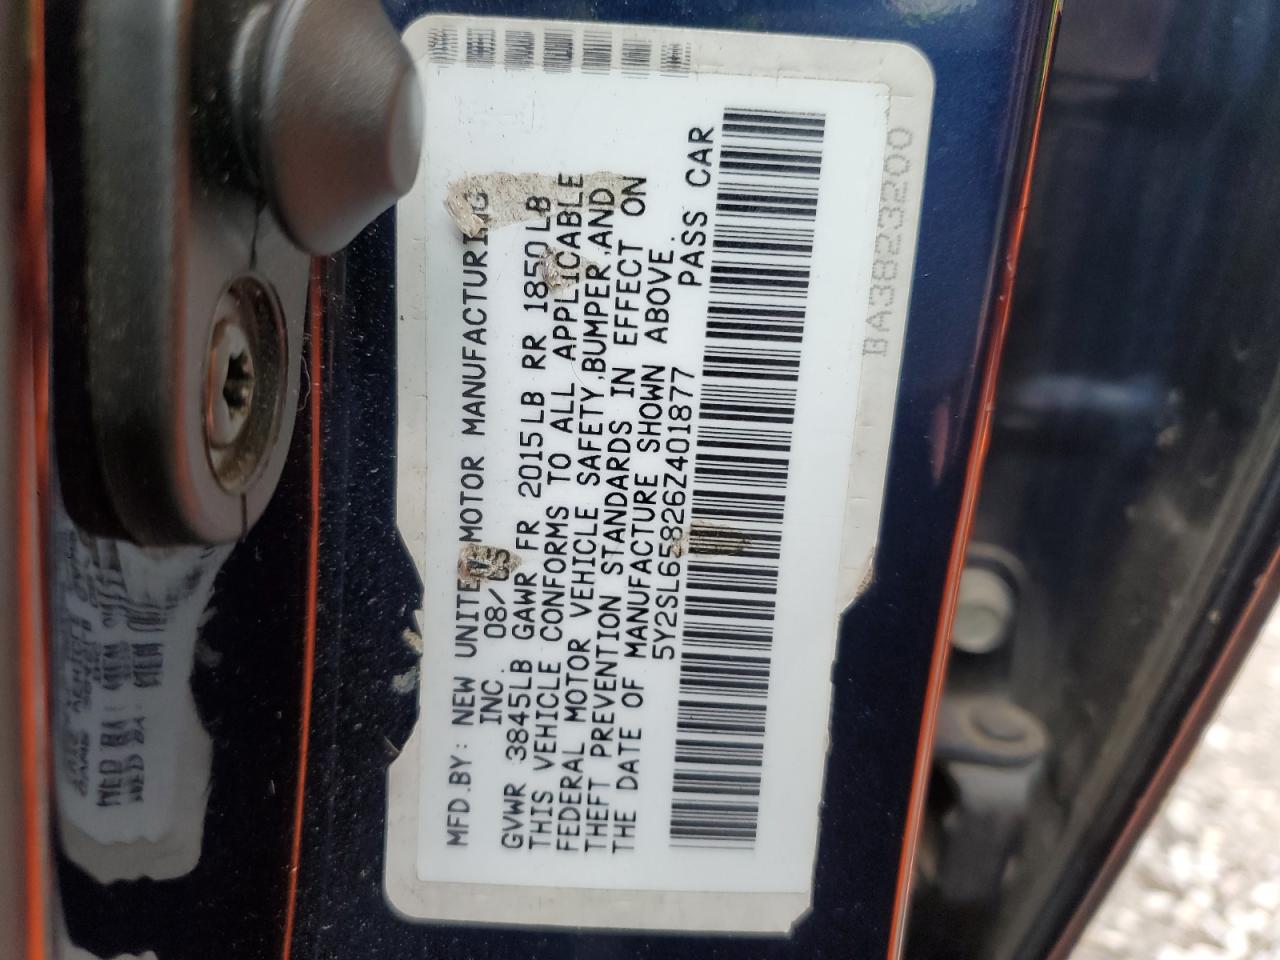 MFD.BY: NEW UNITED MOTOR MANUFACTURING
INC. 08/05
GVWR 3845LB GAWR FR 2015LB RR 1850LB
THIS VEHICLE CONFORMS TO ALL APPLICABLE
FEDERAL MOTOR VEHICLE SAFETY,BUMPER,AND
THEFT PREVENTION STANDARDS IN EFFECT ON
THE DATE OF MANUFACTURE SHOWN ABOVE.
5Y2SL65826Z401877 PASS CAR
BA3823200